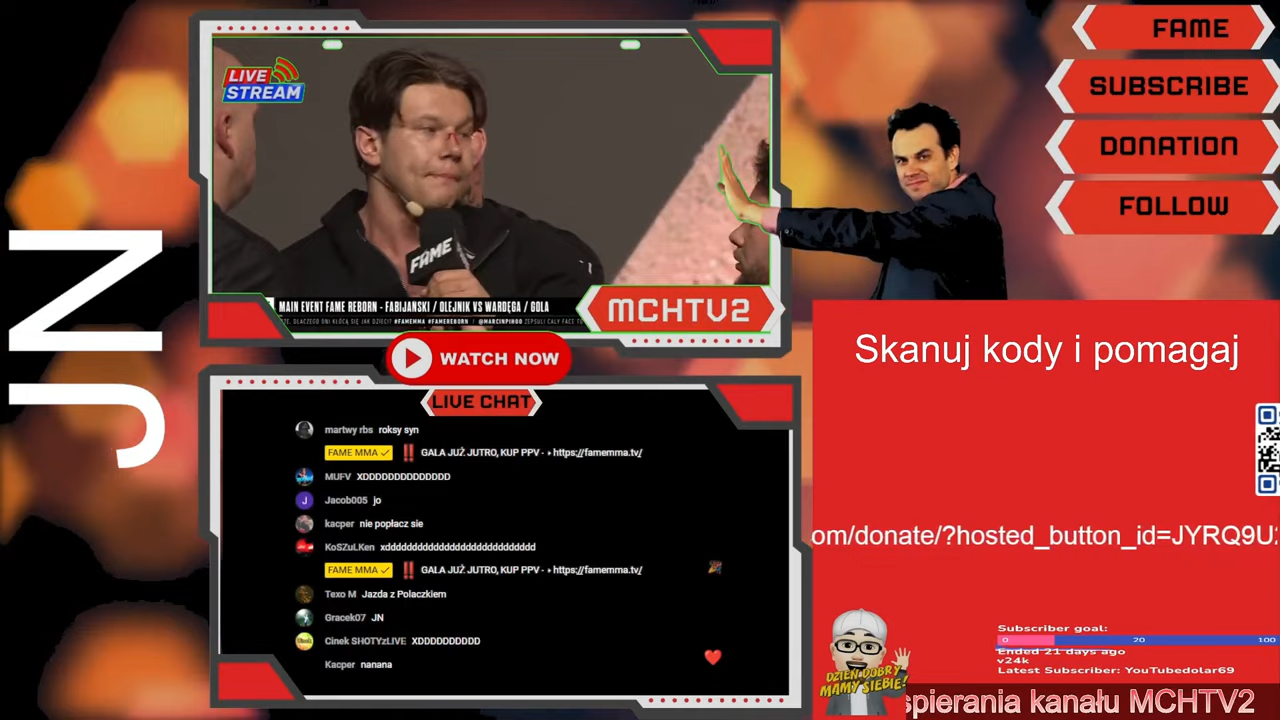 JN
LIVE
STREAM
FAME
MAIN EVENT FAME REBORN - FABIJAŃSKI / OLEJNIK VS WARDĘGA / GOLA
#FAMEMMA #FAMEREBORN
MCHTV2
WATCH NOW
LIVE CHAT
martwy rbs roksy syn
FAME MMA GALA JUŻ JUTRO, KUP PPV - https://famemma.tv/
MUFV XDDDDDDDDDDDDDD
J Jacob005 jo
kacper nie popłacz sie
KoSZuLKen xdddddddddddddddddddddddddddd
FAME MMA GALA JUŻ JUTRO, KUP PPV - https://famemma.tv/
Texo M Jazda z Polaczkiem
Gracek07 JN
Cinek SHOTYzLIVE XDDDDDDDDDD
Kacper nanana
FAME
SUBSCRIBE
DONATION
FOLLOW
Skanuj kody i pomagaj
om/donate/?hosted_button_id=JYRQ9U
Subscriber goal:
0 20 100
Ended 21 days ago
v24k
Latest Subscriber: YouTubedolar69
DZIEŃ DOBRY
MAMY SIEBIE!
spierania kanału MCHTV2